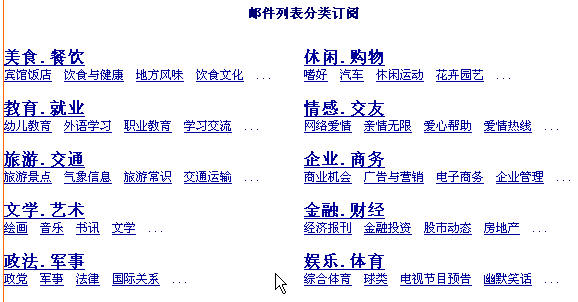 邮件列表分类订阅
美食.餐饮
宾馆饭店 饮食与健康 地方风味 饮食文化 ...
休闲.购物
嗜好 汽车 休闲运动 花卉园艺 ...
教育.就业
幼儿教育 外语学习 职业教育 学习交流 ...
情感.交友
网络爱情 亲情无限 爱心帮助 爱情热线 ...
旅游.交通
旅游景点 气象信息 旅游常识 交通运输 ...
企业.商务
商业机会 广告与营销 电子商务 企业管理 ...
文学.艺术
绘画 音乐 书讯 文学 ...
金融.财经
经济报刊 金融投资 股市动态 房地产 ...
政法.军事
政党 军事 法律 国际关系 ...
娱乐.体育
综合体育 球类 电视节目预告 幽默笑话 ...